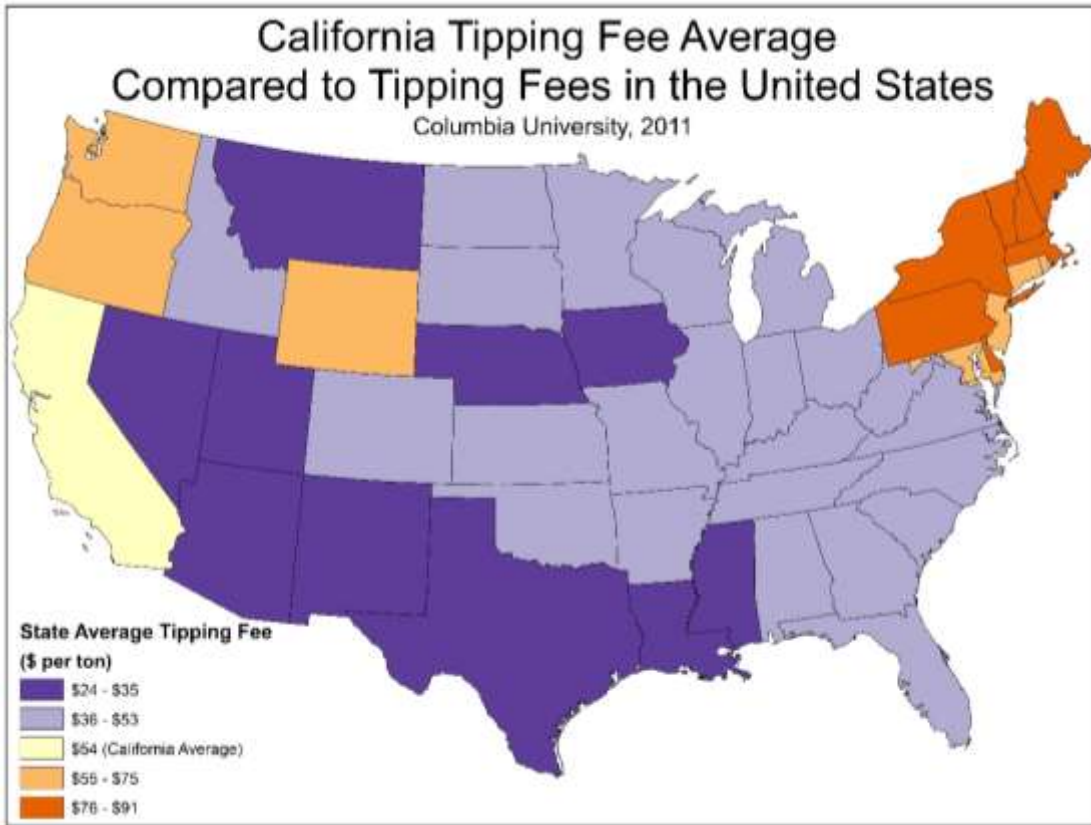 California Tipping Fee Average
Compared to Tipping Fees in the United States
Columbia University, 2011
State Average Tipping Fee
($ per ton)
$24 - $35
$36 - $53
$54 (California Average)
$55 - $75
$76 - $91